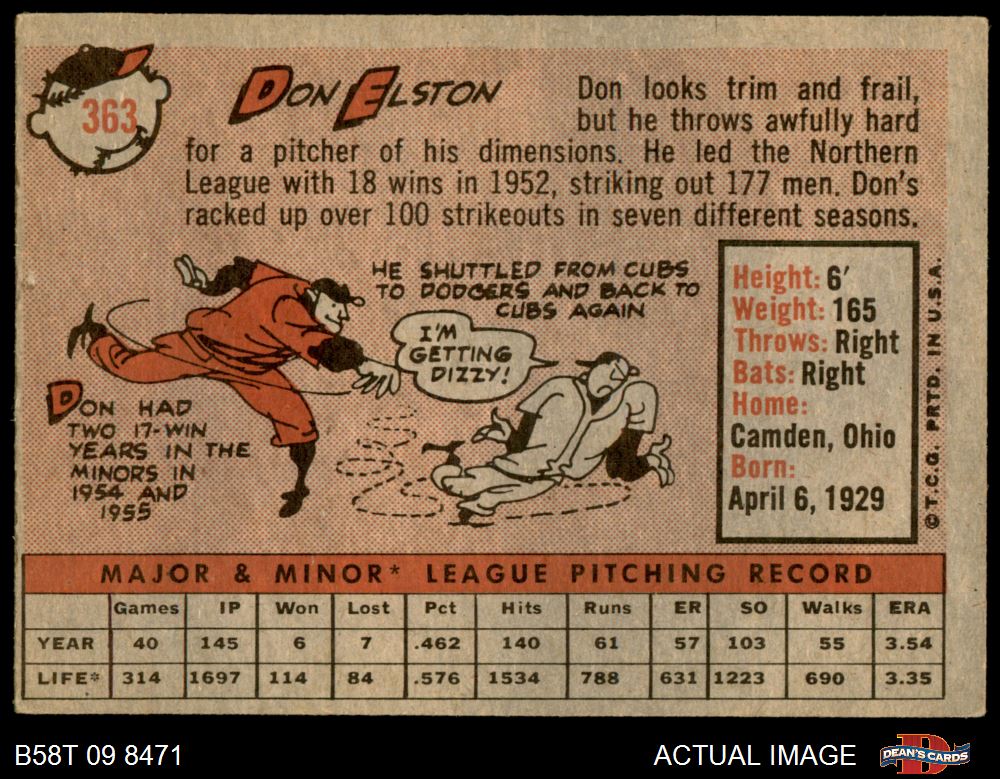 363
DON ELSTON
Don looks trim and frail,
but he throws awfully hard
for a pitcher of his dimensions. He led the Northern
League with 18 wins in 1952, striking out 177 men. Don's
racked up over 100 strikeouts in seven different seasons.
HE SHUTTLED FROM CUBS
TO DODGERS AND BACK TO
CUBS AGAIN
I'M
GETTING
DIZZY!
DON HAD
TWO 17-WIN
YEARS IN THE
MINORS IN
1954 AND
1955
Height: 6'
Weight: 165
Throws: Right
Bats: Right
Home:
Camden, Ohio
Born:
April 6, 1929
© T.C.G. PRTD. IN U.S.A.
MAJOR & MINOR* LEAGUE PITCHING RECORD
Games IP Won Lost Pct Hits Runs ER SO Walks ERA
YEAR 40 145 6 7 .462 140 61 57 103 55 3.54
LIFE* 314 1697 114 84 .576 1534 788 631 1223 690 3.35
B58T 09 8471
ACTUAL IMAGE
D
DEAN'S CARDS